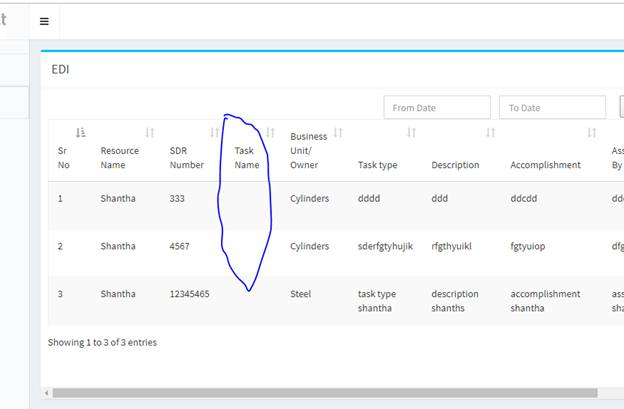 t
EDI
From Date To Date
Sr No Resource Name SDR Number Task Name Business Unit/ Owner Task type Description Accomplishment Ass By
1 Shantha 333 Cylinders dddd ddd ddcdd dd
2 Shantha 4567 Cylinders sderfgtyhujik rfgthyuikl fgtyuiop dfg
3 Shantha 12345465 Steel task type shantha description shanths accomplishment shantha ass sha
Showing 1 to 3 of 3 entries